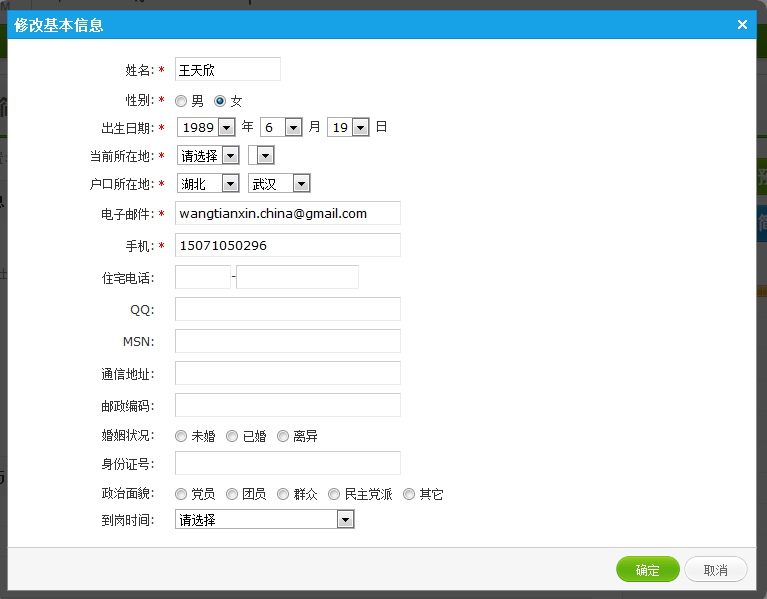 修改基本信息
姓名: * 王天欣
性别: * 男 女
出生日期: * 1989 年 6 月 19 日
当前所在地: * 请选择
户口所在地: * 湖北 武汉
电子邮件: * wangtianxin.china@gmail.com
手机: * 15071050296
住宅电话: -
QQ:
MSN:
通信地址:
邮政编码:
婚姻状况: 未婚 已婚 离异
身份证号:
政治面貌: 党员 团员 群众 民主党派 其它
到岗时间: 请选择
确定 取消